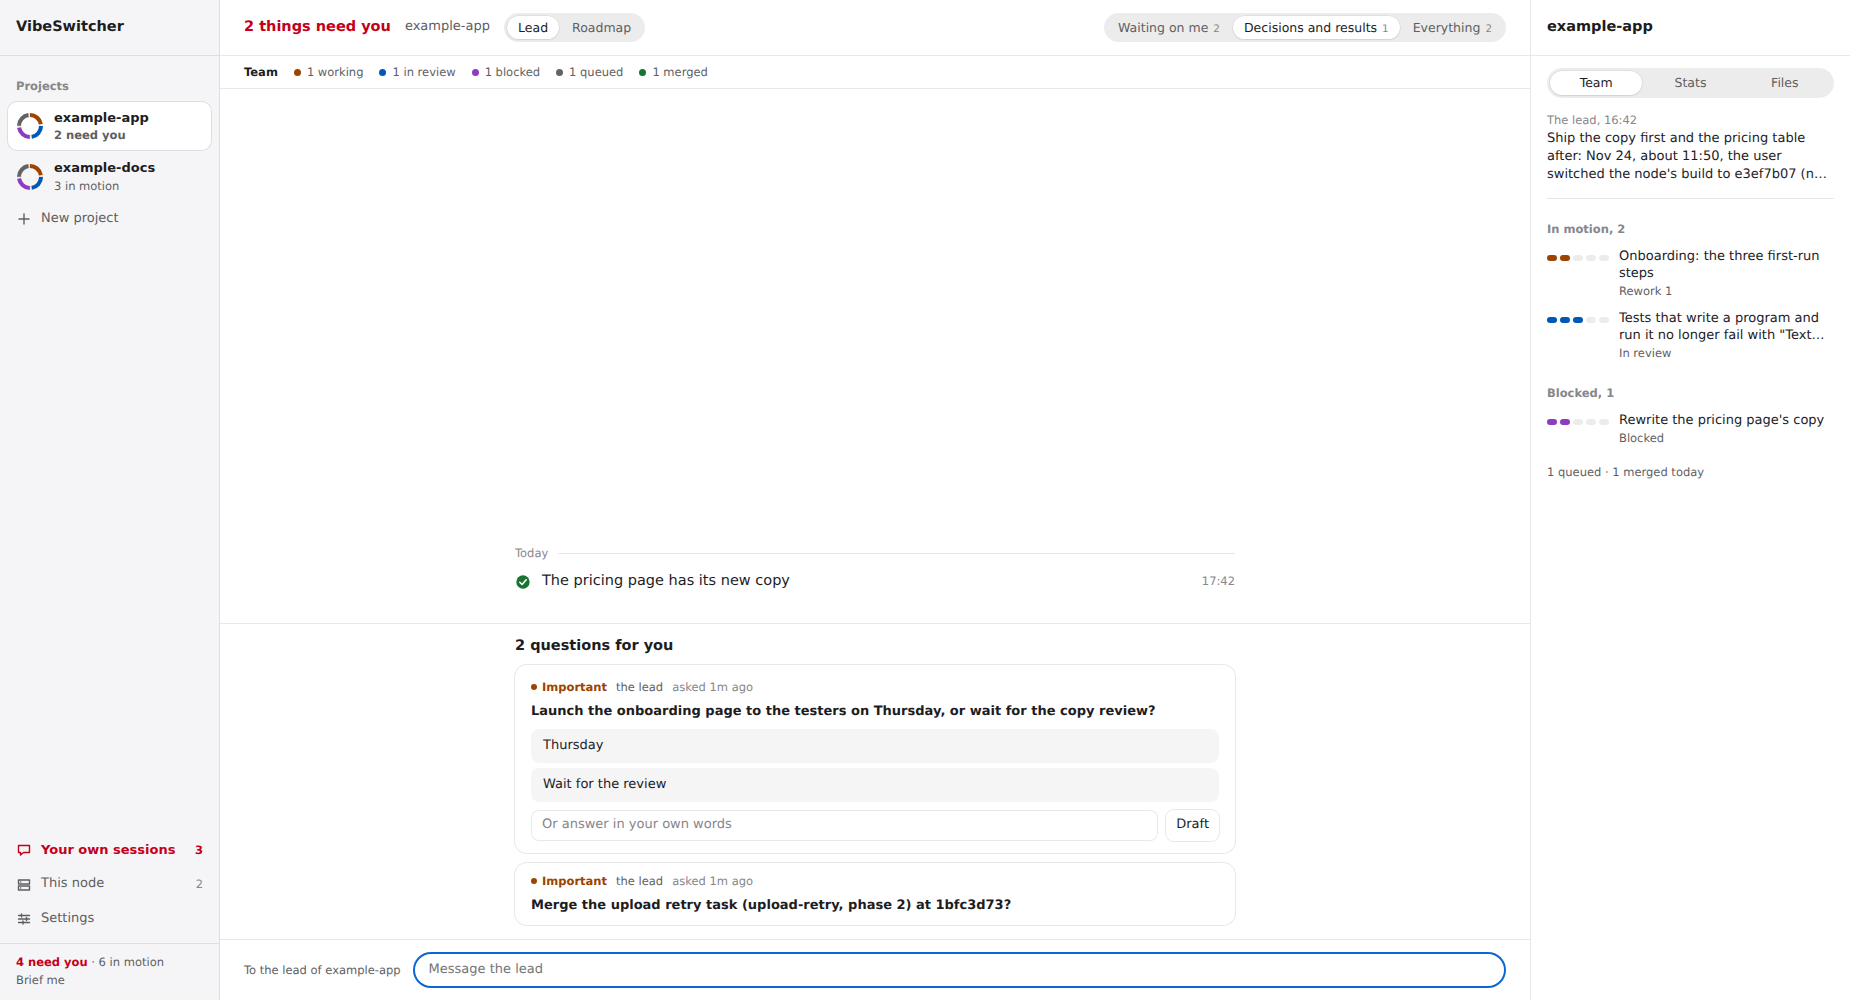 VibeSwitcher
Projects
example-app
2 need you
example-docs
3 in motion
New project
Your own sessions 3
This node 2
Settings
4 need you · 6 in motion
Brief me
2 things need you example-app Lead Roadmap
Waiting on me 2 Decisions and results 1 Everything 2
Team 1 working 1 in review 1 blocked 1 queued 1 merged
Today
The pricing page has its new copy 17:42
2 questions for you
Important the lead asked 1m ago
Launch the onboarding page to the testers on Thursday, or wait for the copy review?
Thursday
Wait for the review
Or answer in your own words Draft
Important the lead asked 1m ago
Merge the upload retry task (upload-retry, phase 2) at 1bfc3d73?
To the lead of example-app Message the lead
example-app
Team Stats Files
The lead, 16:42
Ship the copy first and the pricing table
after: Nov 24, about 11:50, the user
switched the node's build to e3ef7b07 (n…
In motion, 2
Onboarding: the three first-run
steps
Rework 1
Tests that write a program and
run it no longer fail with "Text…
In review
Blocked, 1
Rewrite the pricing page's copy
Blocked
1 queued · 1 merged today